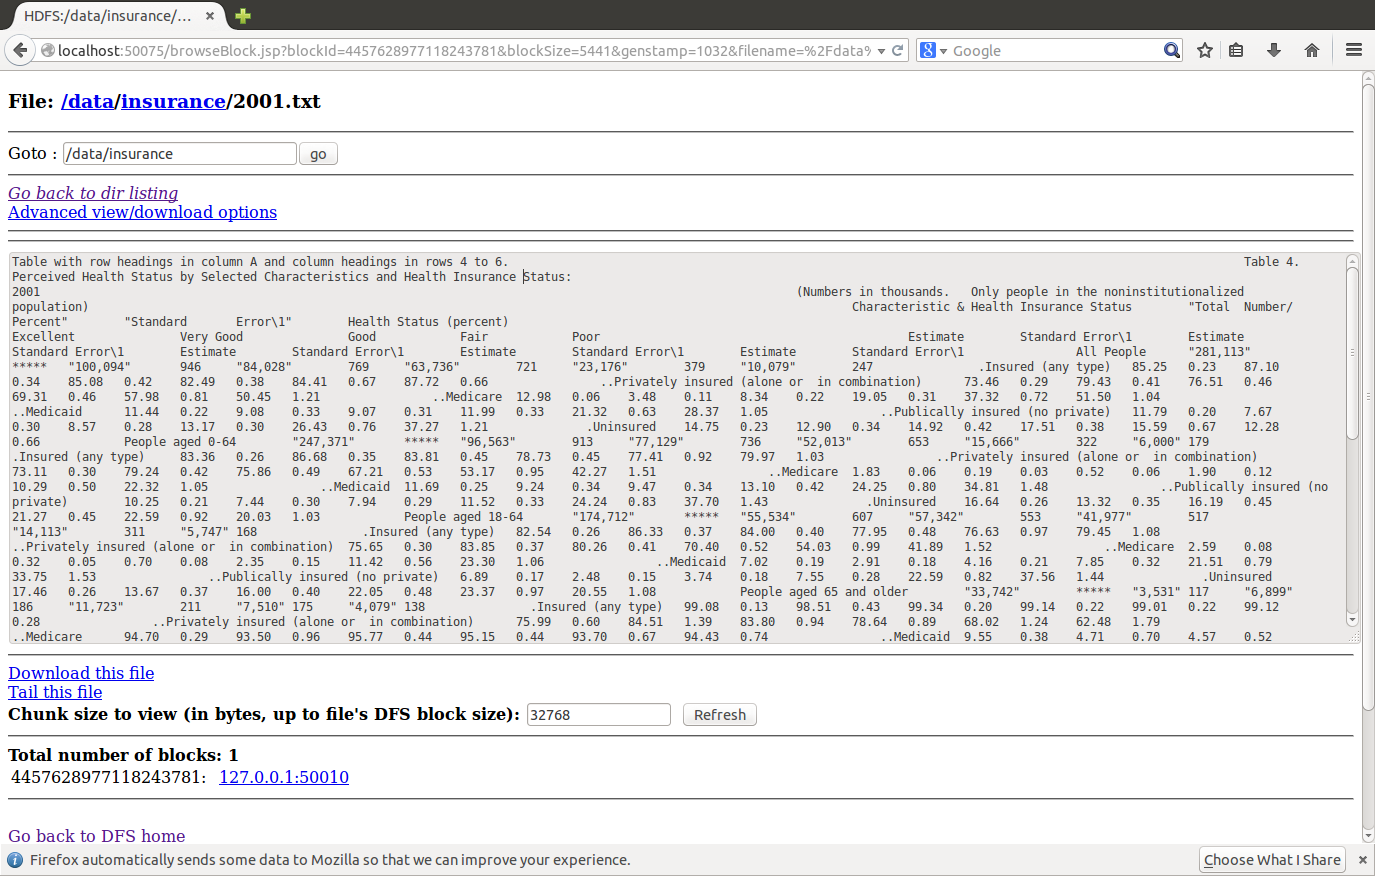 HDFS:/data/insurance/...
localhost:50075/browseBlock.jsp?blockId=4457628977118243781&blockSize=5441&genstamp=1032&filename=%2Fdata%
Google
File: /data/insurance/2001.txt
Goto : /data/insurance go
Go back to dir listing
Advanced view/download options
Table with row headings in column A and column headings in rows 4 to 6. Table 4.
Perceived Health Status by Selected Characteristics and Health Insurance Status:
2001 (Numbers in thousands. Only people in the noninstitutionalized
population) Characteristic & Health Insurance Status "Total Number/
Percent" "Standard Error\1" Health Status (percent)
Excellent Very Good Good Fair Poor Estimate Standard Error\1 Estimate
Standard Error\1 Estimate Standard Error\1 Estimate Standard Error\1 Estimate Standard Error\1 All People "281,113"
***** "100,094" 946 "84,028" 769 "63,736" 721 "23,176" 379 "10,079" 247 .Insured (any type) 85.25 0.23 87.10
0.34 85.08 0.42 82.49 0.38 84.41 0.67 87.72 0.66 ..Privately insured (alone or in combination) 73.46 0.29 79.43 0.41 76.51 0.46
69.31 0.46 57.98 0.81 50.45 1.21 ..Medicare 12.98 0.06 3.48 0.11 8.34 0.22 19.05 0.31 37.32 0.72 51.50 1.04
..Medicaid 11.44 0.22 9.08 0.33 9.07 0.31 11.99 0.33 21.32 0.63 28.37 1.05 ..Publically insured (no private) 11.79 0.20 7.67
0.30 8.57 0.28 13.17 0.30 26.43 0.76 37.27 1.21 .Uninsured 14.75 0.23 12.90 0.34 14.92 0.42 17.51 0.38 15.59 0.67 12.28
0.66 People aged 0-64 "247,371" ***** "96,563" 913 "77,129" 736 "52,013" 653 "15,666" 322 "6,000" 179
.Insured (any type) 83.36 0.26 86.68 0.35 83.81 0.45 78.73 0.45 77.41 0.92 79.97 1.03 ..Privately insured (alone or in combination)
73.11 0.30 79.24 0.42 75.86 0.49 67.21 0.53 53.17 0.95 42.27 1.51 ..Medicare 1.83 0.06 0.19 0.03 0.52 0.06 1.90 0.12
10.29 0.50 22.32 1.05 ..Medicaid 11.69 0.25 9.24 0.34 9.47 0.34 13.10 0.42 24.25 0.80 34.81 1.48 ..Publically insured (no
private) 10.25 0.21 7.44 0.30 7.94 0.29 11.52 0.33 24.24 0.83 37.70 1.43 .Uninsured 16.64 0.26 13.32 0.35 16.19 0.45
21.27 0.45 22.59 0.92 20.03 1.03 People aged 18-64 "174,712" ***** "55,534" 607 "57,342" 553 "41,977" 517
"14,113" 311 "5,747" 168 .Insured (any type) 82.54 0.26 86.33 0.37 84.00 0.40 77.95 0.48 76.63 0.97 79.45 1.08
..Privately insured (alone or in combination) 75.65 0.30 83.85 0.37 80.26 0.41 70.40 0.52 54.03 0.99 41.89 1.52 ..Medicare 2.59 0.08
0.32 0.05 0.70 0.08 2.35 0.15 11.42 0.56 23.30 1.06 ..Medicaid 7.02 0.19 2.91 0.18 4.16 0.21 7.85 0.32 21.51 0.79
33.75 1.53 ..Publically insured (no private) 6.89 0.17 2.48 0.15 3.74 0.18 7.55 0.28 22.59 0.82 37.56 1.44 .Uninsured
17.46 0.26 13.67 0.37 16.00 0.40 22.05 0.48 23.37 0.97 20.55 1.08 People aged 65 and older "33,742" ***** "3,531" 117 "6,899"
186 "11,723" 211 "7,510" 175 "4,079" 138 .Insured (any type) 99.08 0.13 98.51 0.43 99.34 0.20 99.14 0.22 99.01 0.22 99.12
0.28 ..Privately insured (alone or in combination) 75.99 0.60 84.51 1.39 83.80 0.94 78.64 0.89 68.02 1.24 62.48 1.79
..Medicare 94.70 0.29 93.50 0.96 95.77 0.44 95.15 0.44 93.70 0.67 94.43 0.74 ..Medicaid 9.55 0.38 4.71 0.70 4.57 0.52
Download this file
Tail this file
Chunk size to view (in bytes, up to file's DFS block size): 32768 Refresh
Total number of blocks: 1
4457628977118243781: 127.0.0.1:50010
Go back to DFS home
Firefox automatically sends some data to Mozilla so that we can improve your experience. Choose What I Share